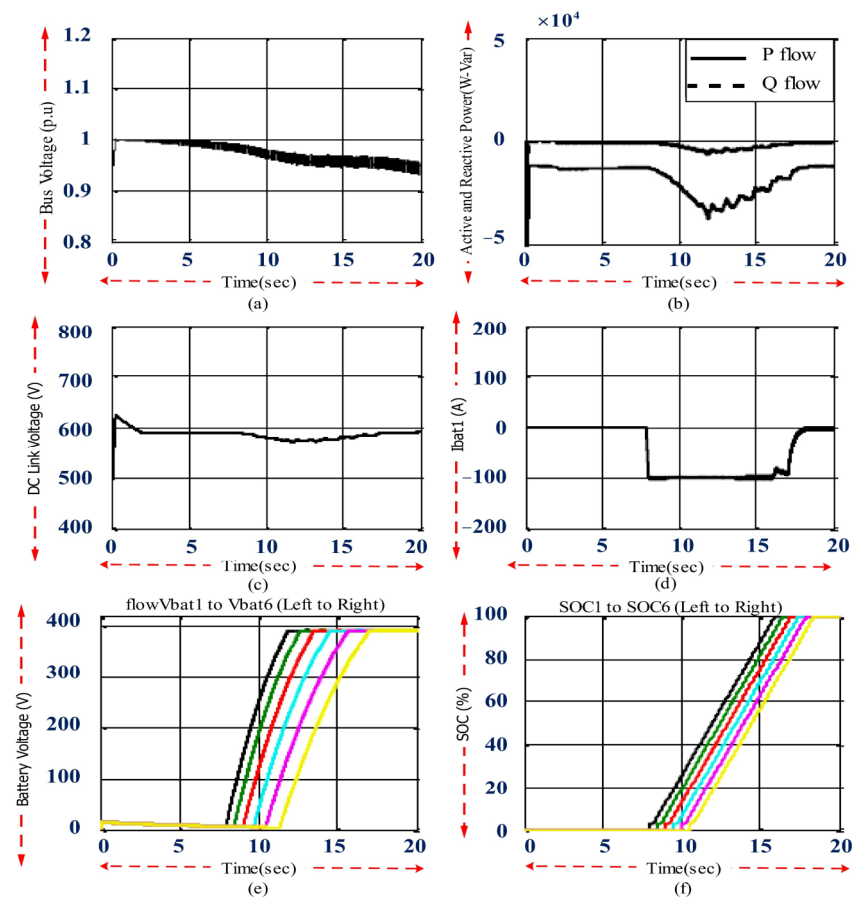 ×10⁴
1.2
1.1
1
0.9
0.8
Bus Voltage (p.u)
0 5 10 15 20
Time(sec)
(a)
5
0
−5
Active and Reactive Power(W-Var)
P flow
Q flow
0 5 10 15 20
Time(sec)
(b)
800
700
600
500
400
DC Link Voltage (V)
0 5 10 15 20
Time(sec)
(c)
200
100
0
−100
−200
Ibat1 (A)
0 5 10 15 20
Time(sec)
(d)
flowVbat1 to Vbat6 (Left to Right)
400
300
200
100
0
Battery Voltage (V)
0 5 10 15 20
Time(sec)
(e)
SOC1 to SOC6 (Left to Right)
100
80
60
40
20
0
SOC (%)
0 5 10 15 20
Time(sec)
(f)